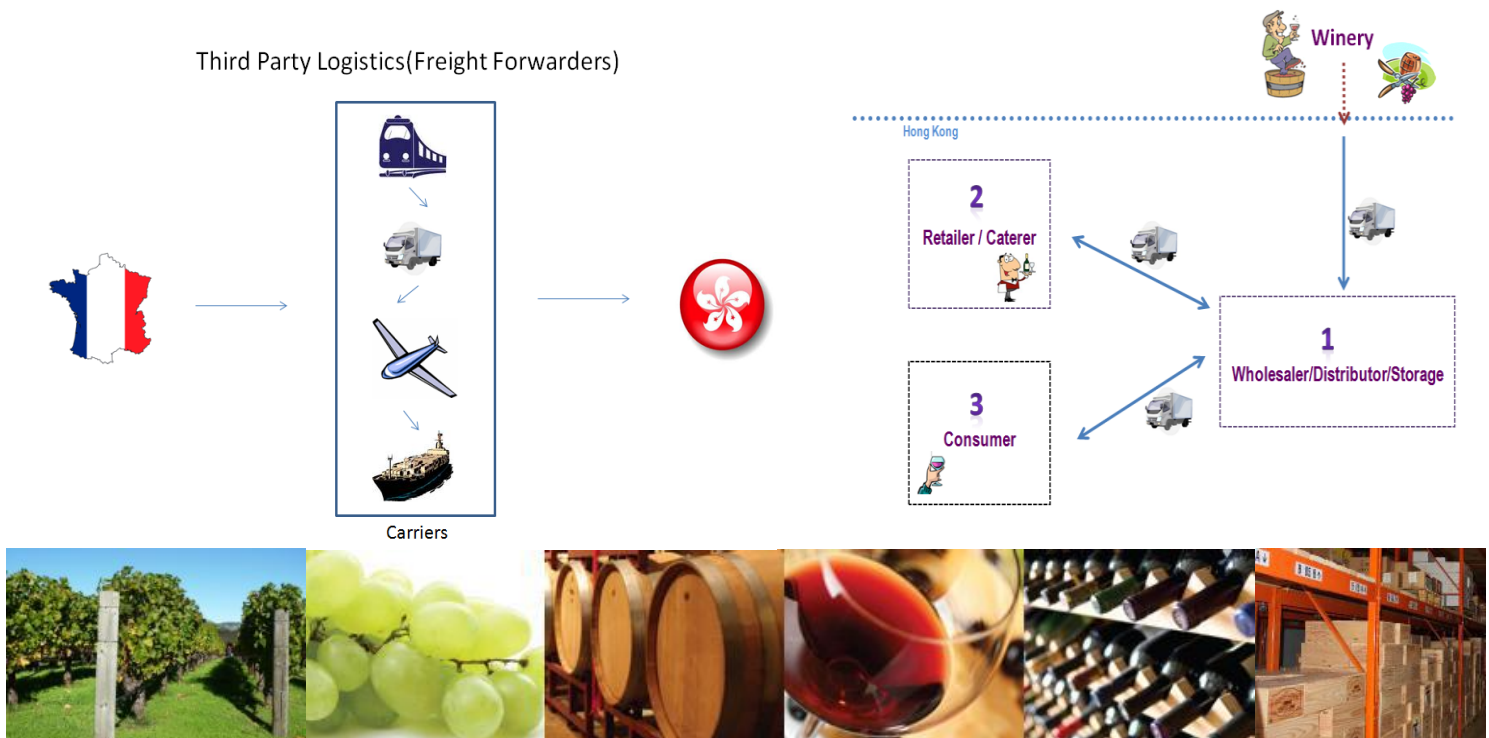 Third Party Logistics(Freight Forwarders)
Carriers
Winery
Hong Kong
2
Retailer / Caterer
1
Wholesaler/Distributor/Storage
3
Consumer